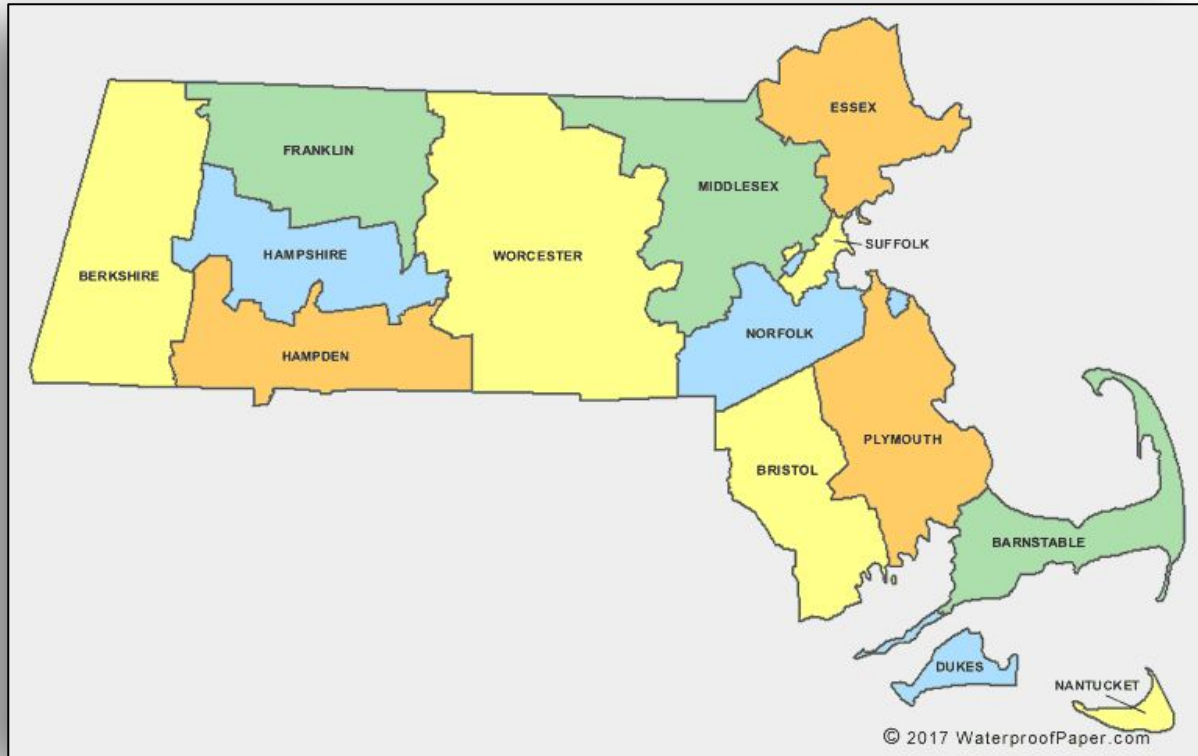 ESSEX
FRANKLIN
MIDDLESEX
SUFFOLK
HAMPSHIRE
WORCESTER
BERKSHIRE
NORFOLK
HAMPDEN
PLYMOUTH
BRISTOL
BARNSTABLE
DUKES
NANTUCKET
© 2017 WaterproofPaper.com